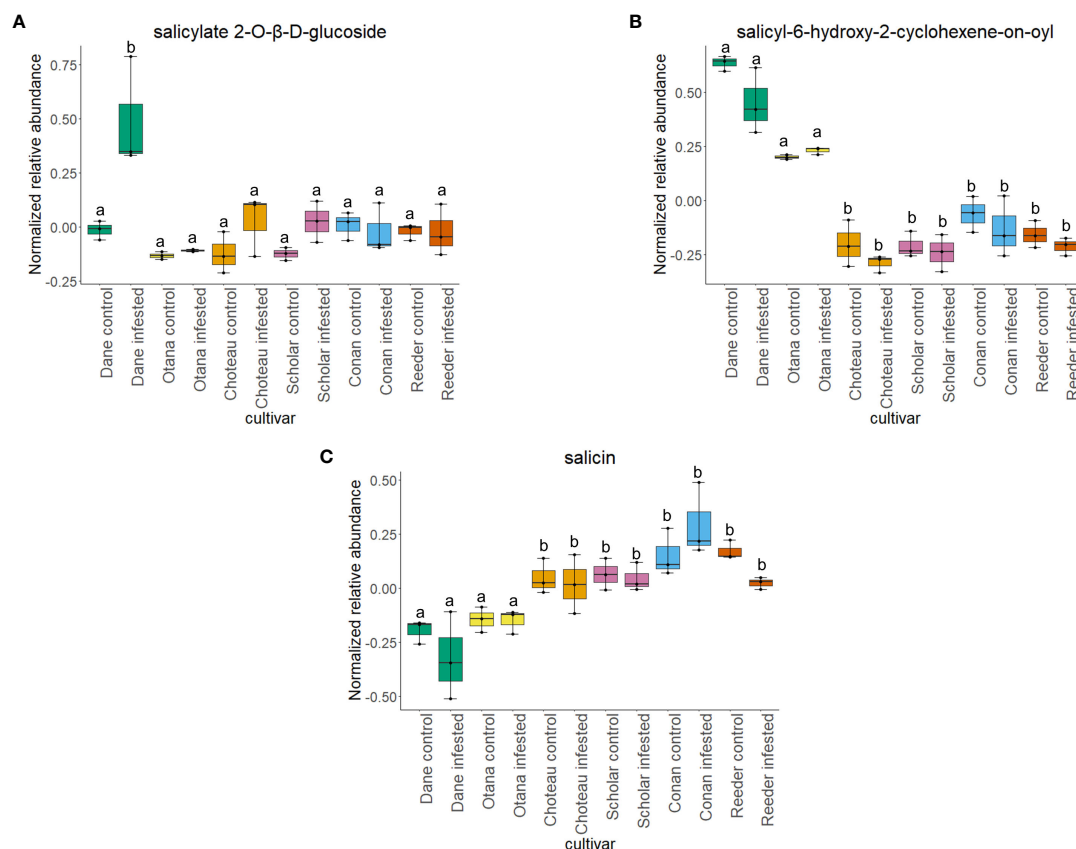 A
salicylate 2-O-β-D-glucoside
Normalized relative abundance
0.75
0.50
0.25
0.00
-0.25
a
b
a
a
a
a
a
a
a
a
a
a
Dane control
Dane infested
Otana control
Otana infested
Choteau control
Choteau infested
Scholar control
Scholar infested
Conan control
Conan infested
Reeder control
Reeder infested
cultivar
B
salicyl-6-hydroxy-2-cyclohexene-on-oyl
Normalized relative abundance
0.50
0.25
0.00
-0.25
a
a
a
a
b
b
b
b
b
b
b
b
Dane control
Dane infested
Otana control
Otana infested
Choteau control
Choteau infested
Scholar control
Scholar infested
Conan control
Conan infested
Reeder control
Reeder infested
cultivar
C
salicin
Normalized relative abundance
0.50
0.25
0.00
-0.25
-0.50
a
a
a
a
b
b
b
b
b
b
b
b
Dane control
Dane infested
Otana control
Otana infested
Choteau control
Choteau infested
Scholar control
Scholar infested
Conan control
Conan infested
Reeder control
Reeder infested
cultivar